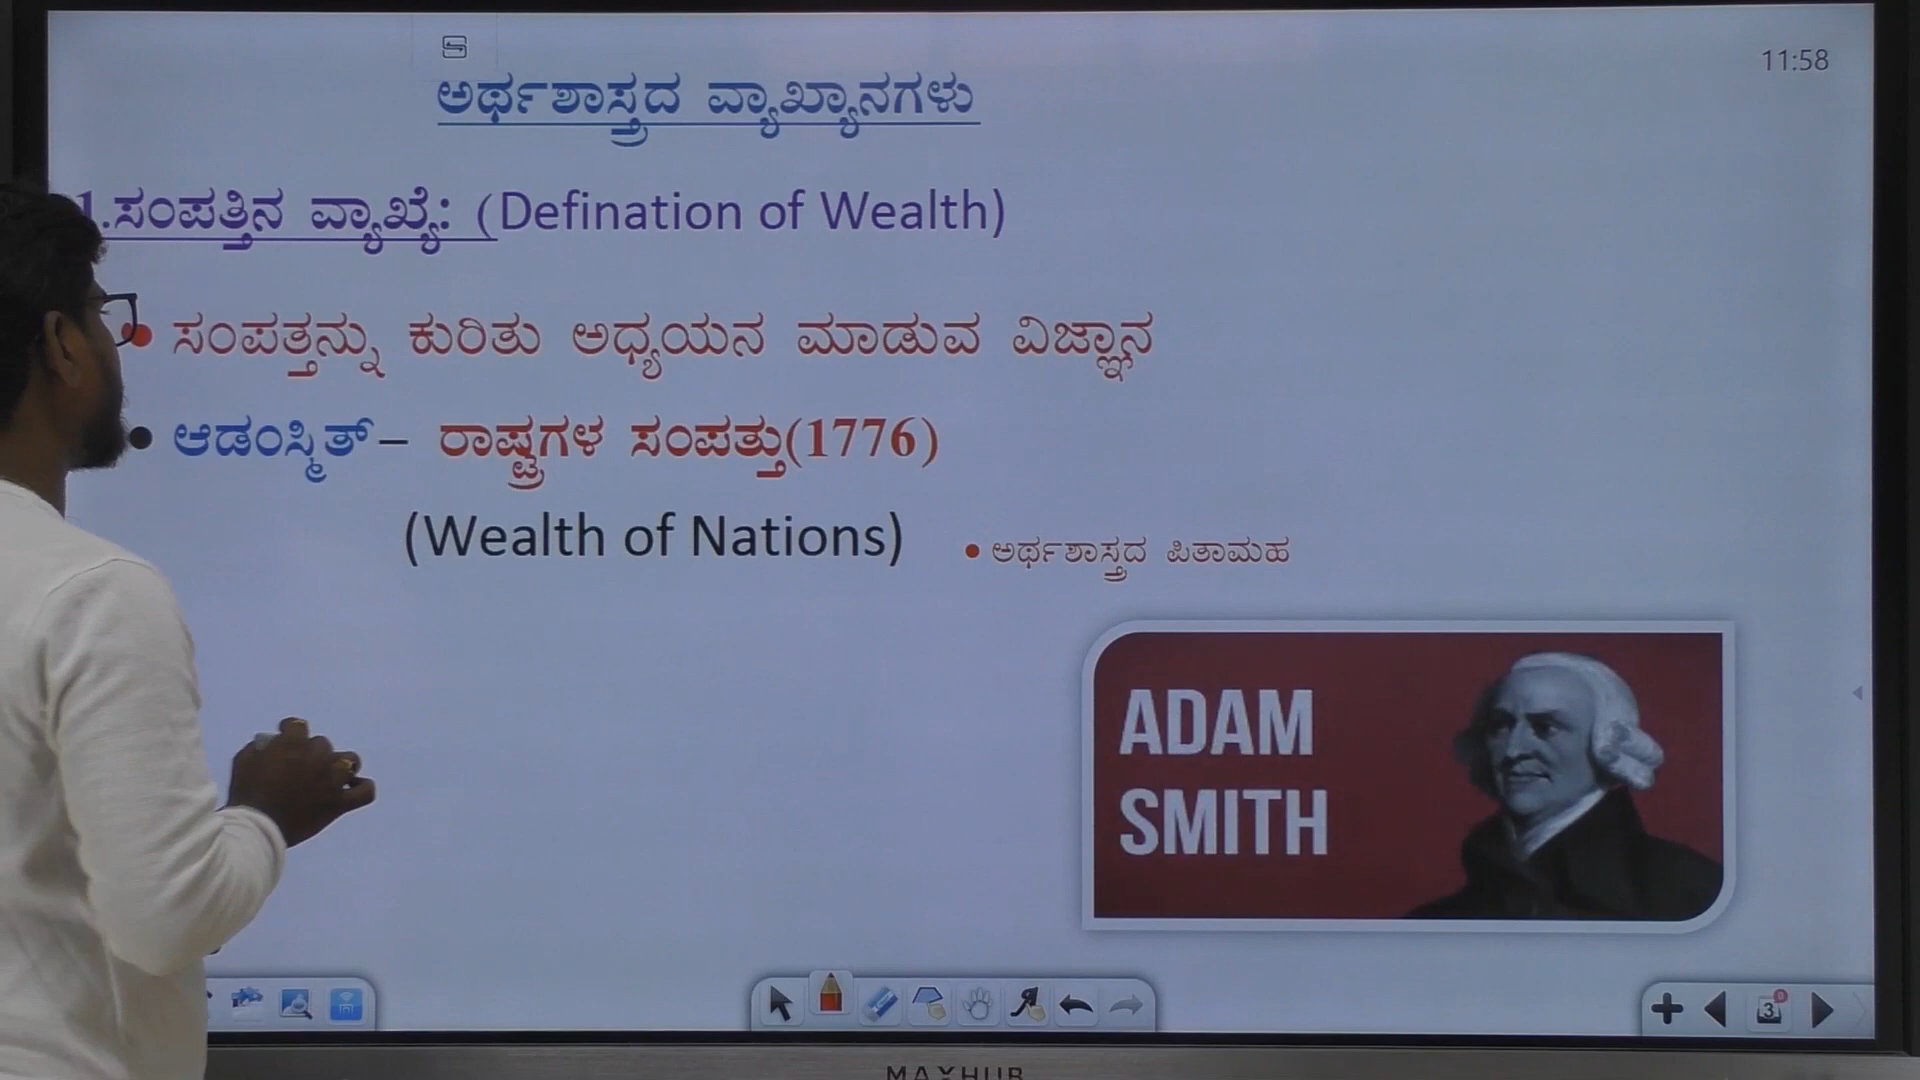 11:58
ಅರ್ಥಶಾಸ್ತ್ರದ ವ್ಯಾಖ್ಯಾನಗಳು
1.ಸಂಪತ್ತಿನ ವ್ಯಾಖ್ಯೆ: (Defination of Wealth)
• ಸಂಪತ್ತನ್ನು ಕುರಿತು ಅಧ್ಯಯನ ಮಾಡುವ ವಿಜ್ಞಾನ
• ಆಡಂಸ್ಮಿತ್– ರಾಷ್ಟ್ರಗಳ ಸಂಪತ್ತು(1776)
(Wealth of Nations)
• ಅರ್ಥಶಾಸ್ತ್ರದ ಪಿತಾಮಹ
ADAM
SMITH
3
MAXHUB